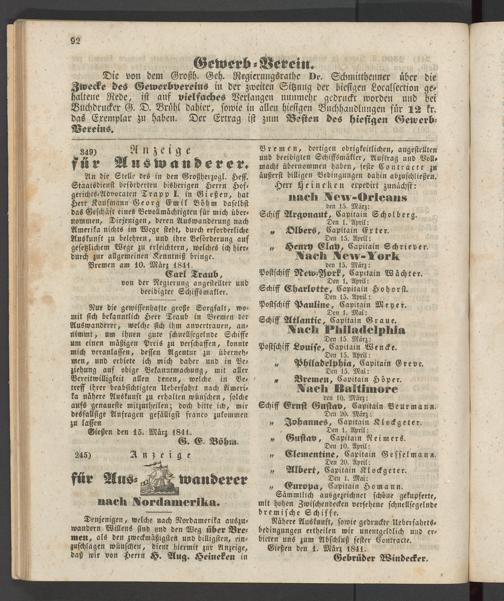 92
Gewerb-Verein.
Die von dem Großh. Geh. Regierungsrathe Dr. Schmitthenner über die
Zwecke des Gewerbvereins in der zweiten Sitzung der hiesigen Localsection ge-
haltene Rede, ist auf vielfaches Verlangen nunmehr gedruckt worden und bei
Buchdrucker G. D. Brühl dahier, sowie in allen hiesigen Buchhandlungen für 12 kr.
das Exemplar zu haben. Der Ertrag ist zum Besten des hiesigen Gewerb-
Vereins.
349) Anzeige
für Auswanderer.
An die Stelle des in den Großherzogl. Hess.
Staatsdienst beförderten bisherigen Herrn Hof-
gerichts-Advocaten Trapp I. in Gießen, hat
Herr Kaufmann Georg Emil Böhm daselbst
das Geschäft eines Bevollmächtigten für mich über-
nommen. Diejenigen, deren Auswanderung nach
Amerika nichts im Wege steht, durch erforderliche
Auskunft zu belehren, und ihre Beförderung auf
gesetzlichem Wege zu erleichtern, welches ich hier-
durch zur allgemeinen Kenntniß bringe.
Bremen am 10. März 1841.
Carl Traub,
von der Regierung angestellter und
beeidigter Schiffsmakler.
Nur die gewissenhafte große Sorgfalt, wo-
mit sich bekanntlich Herr Traub in Bremen der
Auswanderer, welche sich ihm anvertrauen, an-
nimmt, um ihnen gute schnellsegelnde Schiffe
um einen mäßigen Preis zu verschaffen, konnte
mich veranlassen, dessen Agentur zu überneh-
men, und erbiete ich mich daher und in Be-
ziehung auf obige Bekanntmachung, mit aller
Bereitwilligkeit allen denen, welche in Be-
treff ihrer beabsichtigten Ueberfahrt nach Ameri-
ka nähere Auskunft zu erhalten wünschen, solche
aufs genaueste mitzutheilen; doch bitte ich, mir
desfallsige Anfragen gefälligst franco zukommen
zu lassen
Gießen den 15. März 1841.
G. E. Böhm.
245) Anzeige
für Aus- wanderer
nach Nordamerika.
Denjenigen, welche nach Nordamerika auszu-
wandern Willens sind und den Weg über Bre-
men, als den zweckmäßigsten und billigsten, ein-
zuschlagen wünschen, dient hiermit zur Anzeige,
daß wir von Herrn H. Aug. Heineken in
Bremen, dortigen obrigkeitlichen, angestellten
und beeidigten Schiffsmäkler, Auftrag und Voll-
macht übernommen haben, feste Contracte zu
äußerst billigen Bedingungen dahin abzuschließen.
Herr Heineken expedirt zunächst:
nach New-Orleans
den 15. März:
Schiff Argonaut, Capitain Scholberg.
Den 1. April:
„ Olbers, Capitain Exter.
Den 15. April:
„ Henry Clay, Capitain Schriever.
Nach New-York
den 15. März:
Postschiff New-York, Capitain Wächter.
Den 1. April:
Schiff Charlotte, Capitain Hohorst.
Den 15. April:
Postschiff Pauline, Capitain Meyer.
Den 1. Mai:
Schiff Atlantic, Capitain Graue.
Nach Philadelphia
Den 15. März:
Postschiff Louise, Capitain Wencke.
Den 15. April:
„ Philadelphia, Capitain Greve.
Den 15. Mai:
„ Bremen, Capitain Höper.
Nach Baltimore
den 10. März:
Schiff Ernst Gustav, Capitain Beurmann.
Den 20. März:
„ Johannes, Capitain Klockgeter.
Den 1. April:
„ Gustav, Capitain Reimers.
Den 10. April:
„ Clementine, Capitain Gesselmann.
Den 20. April:
„ Albert, Capitain Klockgeter.
Den 1. Mai:
„ Europa, Capitain Homann.
Sämmtlich ausgezeichnet schöne gekupferte,
mit hohen Zwischendecken versehene schnellsegelnde
bremische Schiffe.
Nähere Auskunft, sowie gedruckte Ueberfahrts-
bedingungen ertheilen wir unentgeldlich und er-
bieten uns zum Abschluß fester Contracte.
Gießen den 1. März 1841.
Gebrüder Windecker.